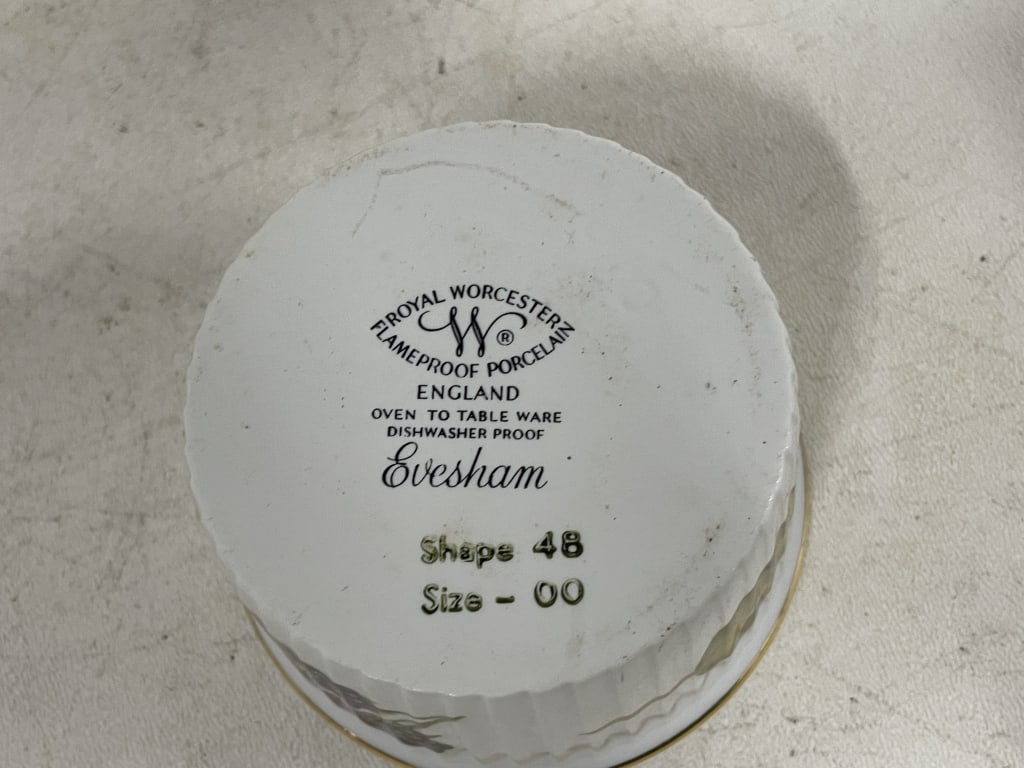 ROYAL WORCESTER
W®
FLAMEPROOF PORCELAIN
ENGLAND
OVEN TO TABLE WARE
DISHWASHER PROOF
Evesham
Shape 48
Size - 00